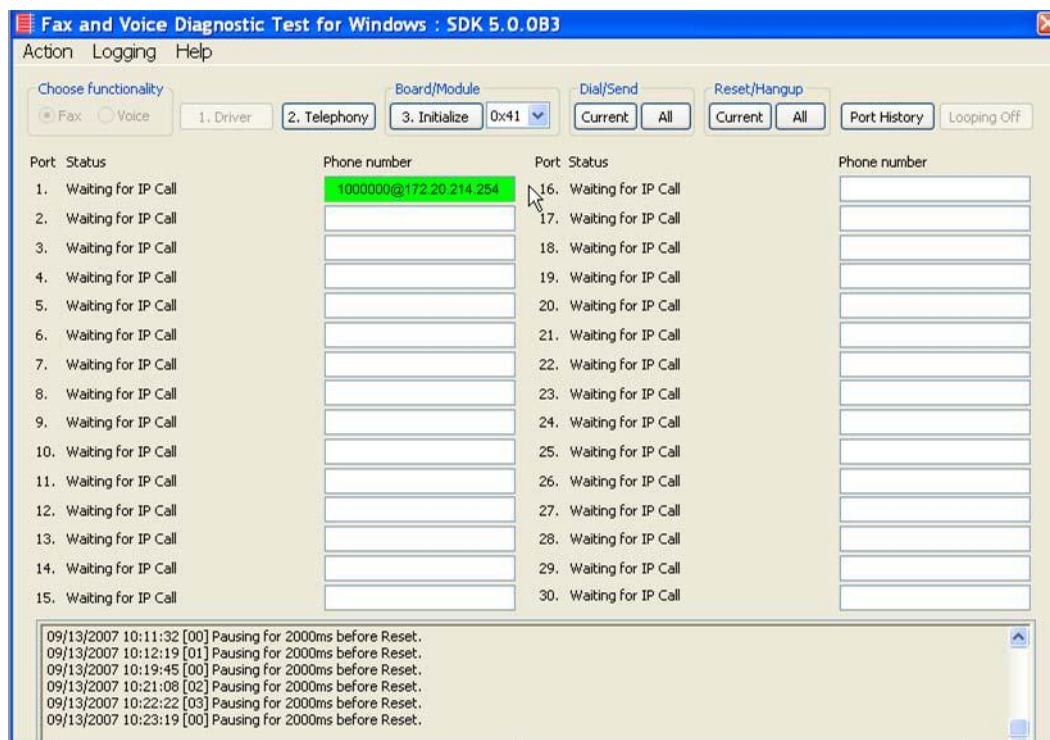 Fax and Voice Diagnostic Test for Windows : SDK 5.0.0B3
Action Logging Help
Choose functionality Board/Module Dial/Send Reset/Hangup
Fax Voice 1. Driver 2. Telephony 3. Initialize 0x41 Current All Current All Port History Looping Off
Port Status Phone number Port Status Phone number
1. Waiting for IP Call 1000000@172.20.214.254 16. Waiting for IP Call
2. Waiting for IP Call 17. Waiting for IP Call
3. Waiting for IP Call 18. Waiting for IP Call
4. Waiting for IP Call 19. Waiting for IP Call
5. Waiting for IP Call 20. Waiting for IP Call
6. Waiting for IP Call 21. Waiting for IP Call
7. Waiting for IP Call 22. Waiting for IP Call
8. Waiting for IP Call 23. Waiting for IP Call
9. Waiting for IP Call 24. Waiting for IP Call
10. Waiting for IP Call 25. Waiting for IP Call
11. Waiting for IP Call 26. Waiting for IP Call
12. Waiting for IP Call 27. Waiting for IP Call
13. Waiting for IP Call 28. Waiting for IP Call
14. Waiting for IP Call 29. Waiting for IP Call
15. Waiting for IP Call 30. Waiting for IP Call
09/13/2007 10:11:32 [00] Pausing for 2000ms before Reset.
09/13/2007 10:12:19 [01] Pausing for 2000ms before Reset.
09/13/2007 10:19:45 [00] Pausing for 2000ms before Reset.
09/13/2007 10:21:08 [02] Pausing for 2000ms before Reset.
09/13/2007 10:22:22 [03] Pausing for 2000ms before Reset.
09/13/2007 10:23:19 [00] Pausing for 2000ms before Reset.